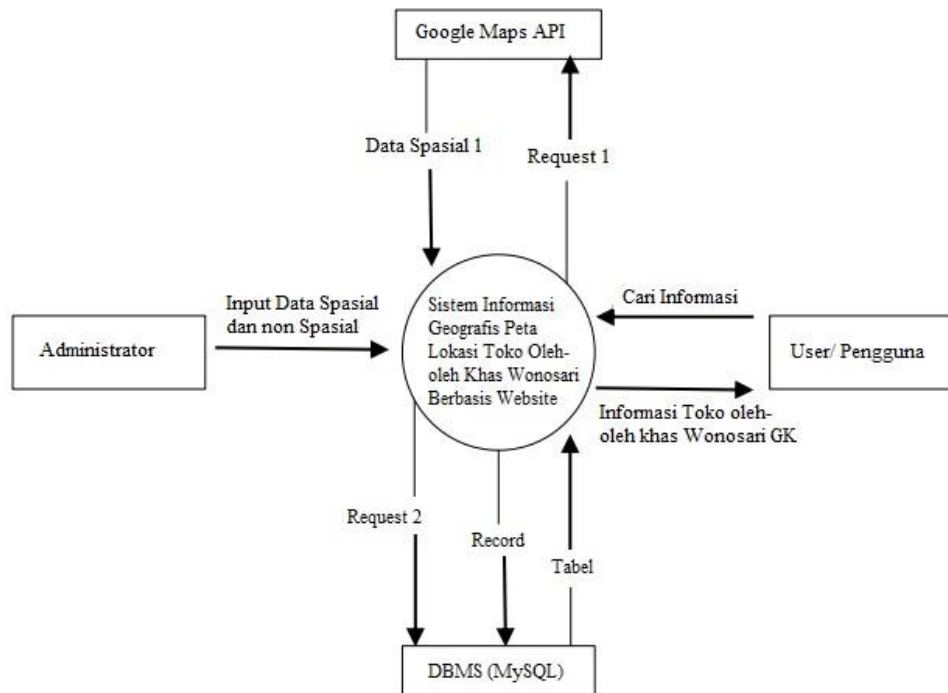 Google Maps API
Data Spasial 1
Request 1
Input Data Spasial
dan non Spasial
Administrator
Sistem Informasi
Geografis Peta
Lokasi Toko Oleh-
oleh Khas Wonosari
Berbasis Website
Cari Informasi
User/ Pengguna
Informasi Toko oleh-
oleh khas Wonosari GK
Request 2
Record
Tabel
DBMS (MySQL)